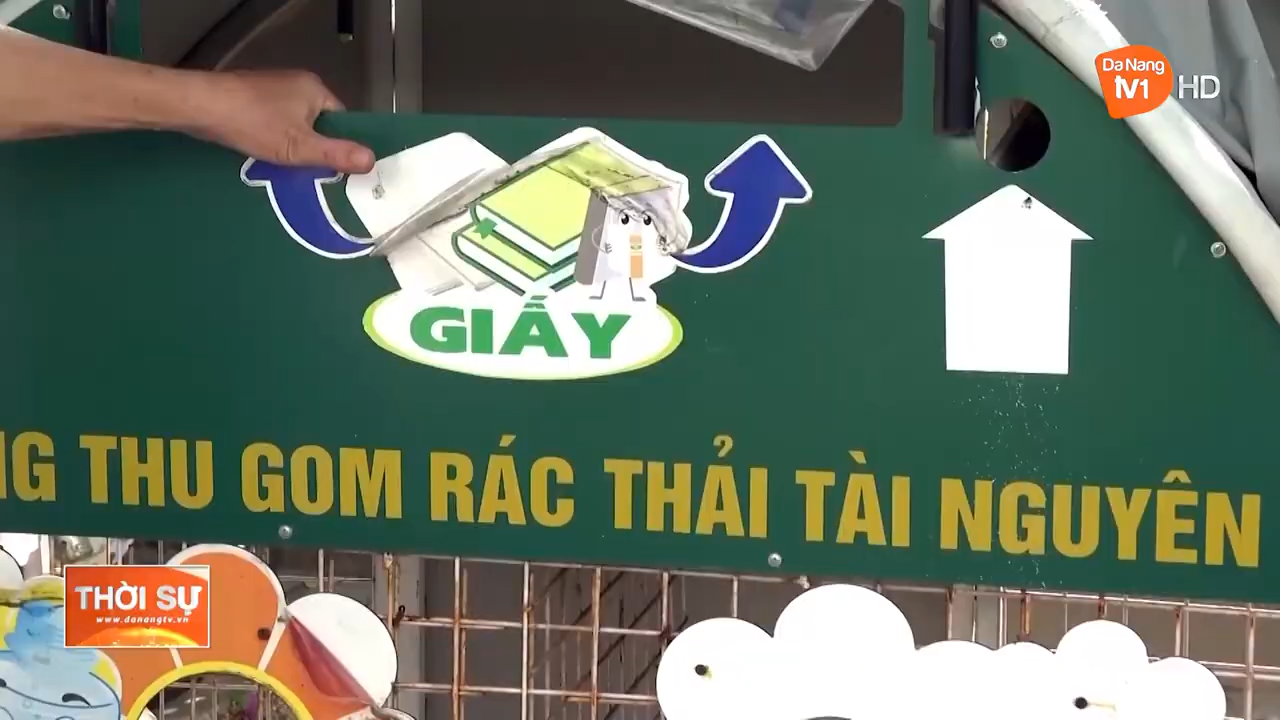 Da Nang
TV1 HD
GIẤY
NG THU GOM RÁC THẢI TÀI NGUYÊN
THỜI SỰ
www.danangtv.vn